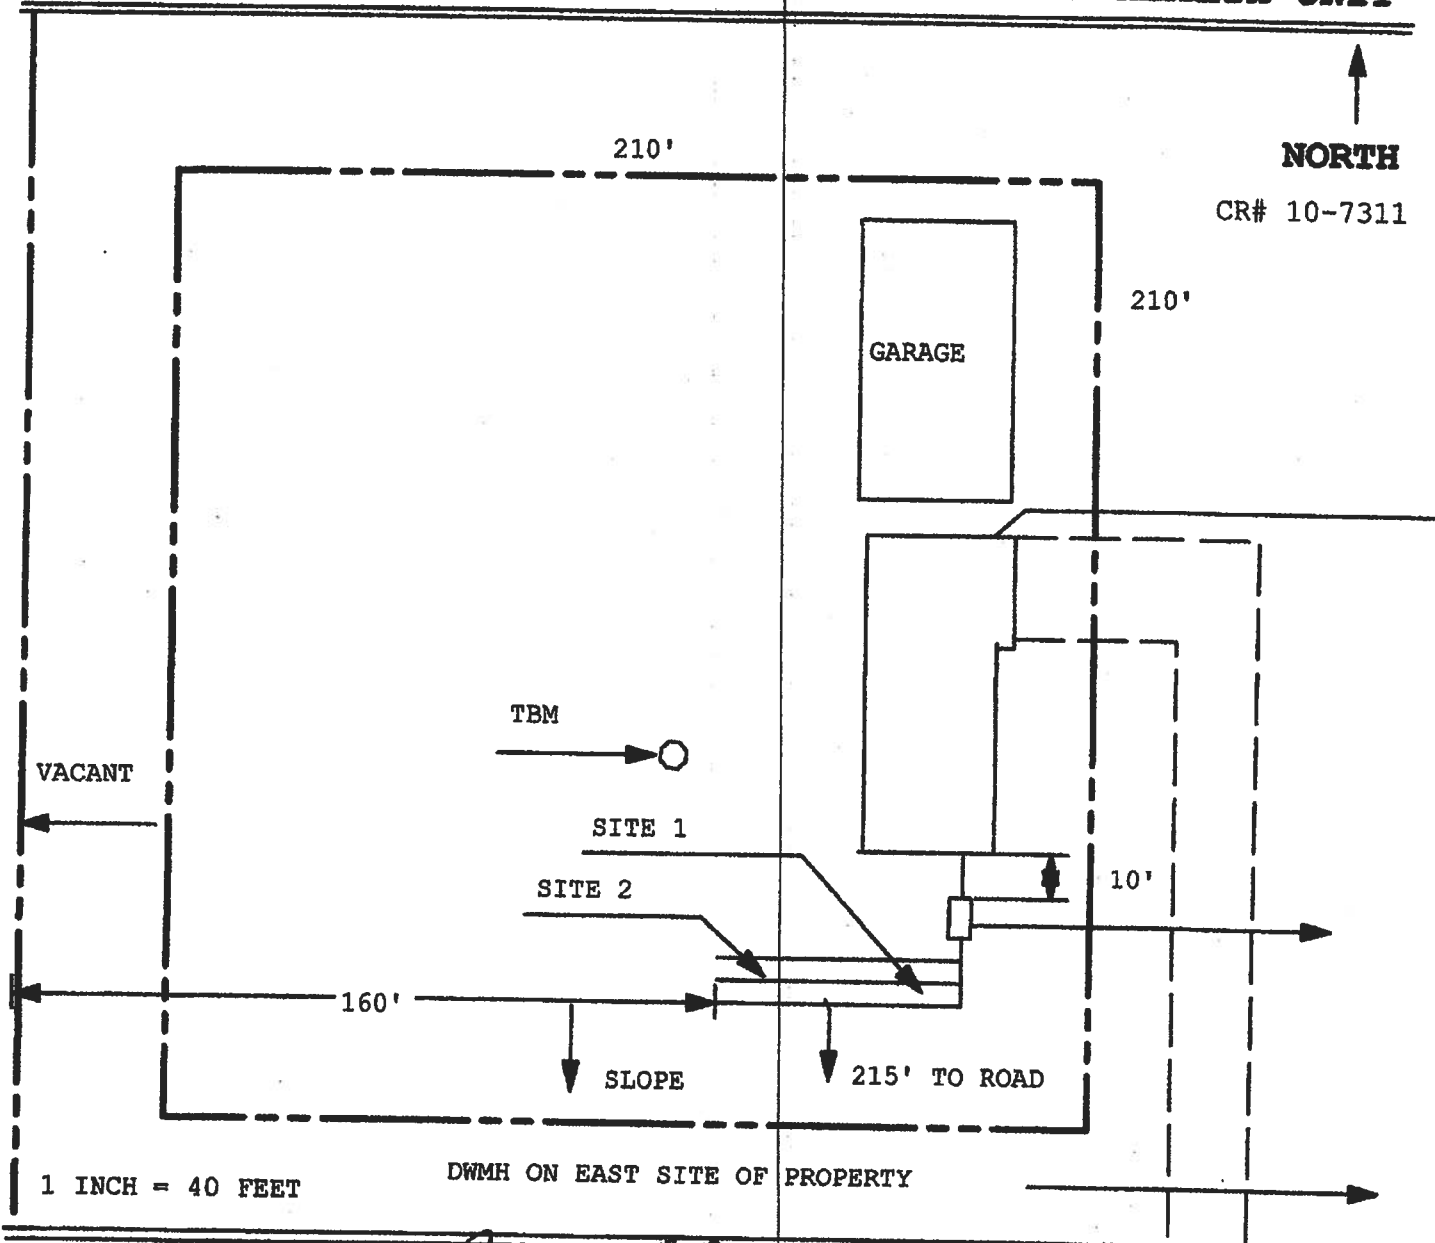 210'
NORTH
CR# 10-7311
210'
GARAGE
TBM
VACANT
SITE 1
SITE 2
10'
160'
SLOPE
215' TO ROAD
DWMH ON EAST SITE OF PROPERTY
1 INCH = 40 FEET